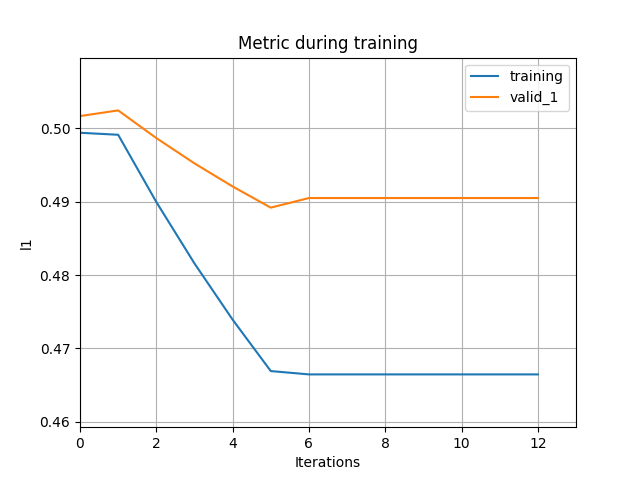 Metric during training
training
valid_1
0.50
0.49
0.48
0.47
0.46
l1
0 2 4 6 8 10 12
Iterations